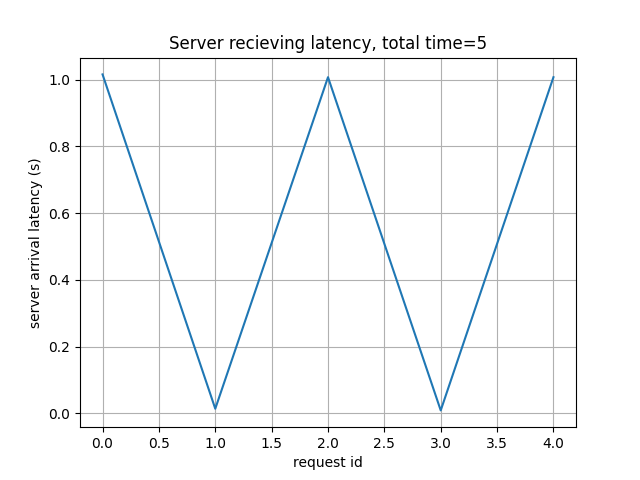 Server recieving latency, total time=5
server arrival latency (s)
1.0
0.8
0.6
0.4
0.2
0.0
0.0 0.5 1.0 1.5 2.0 2.5 3.0 3.5 4.0
request id